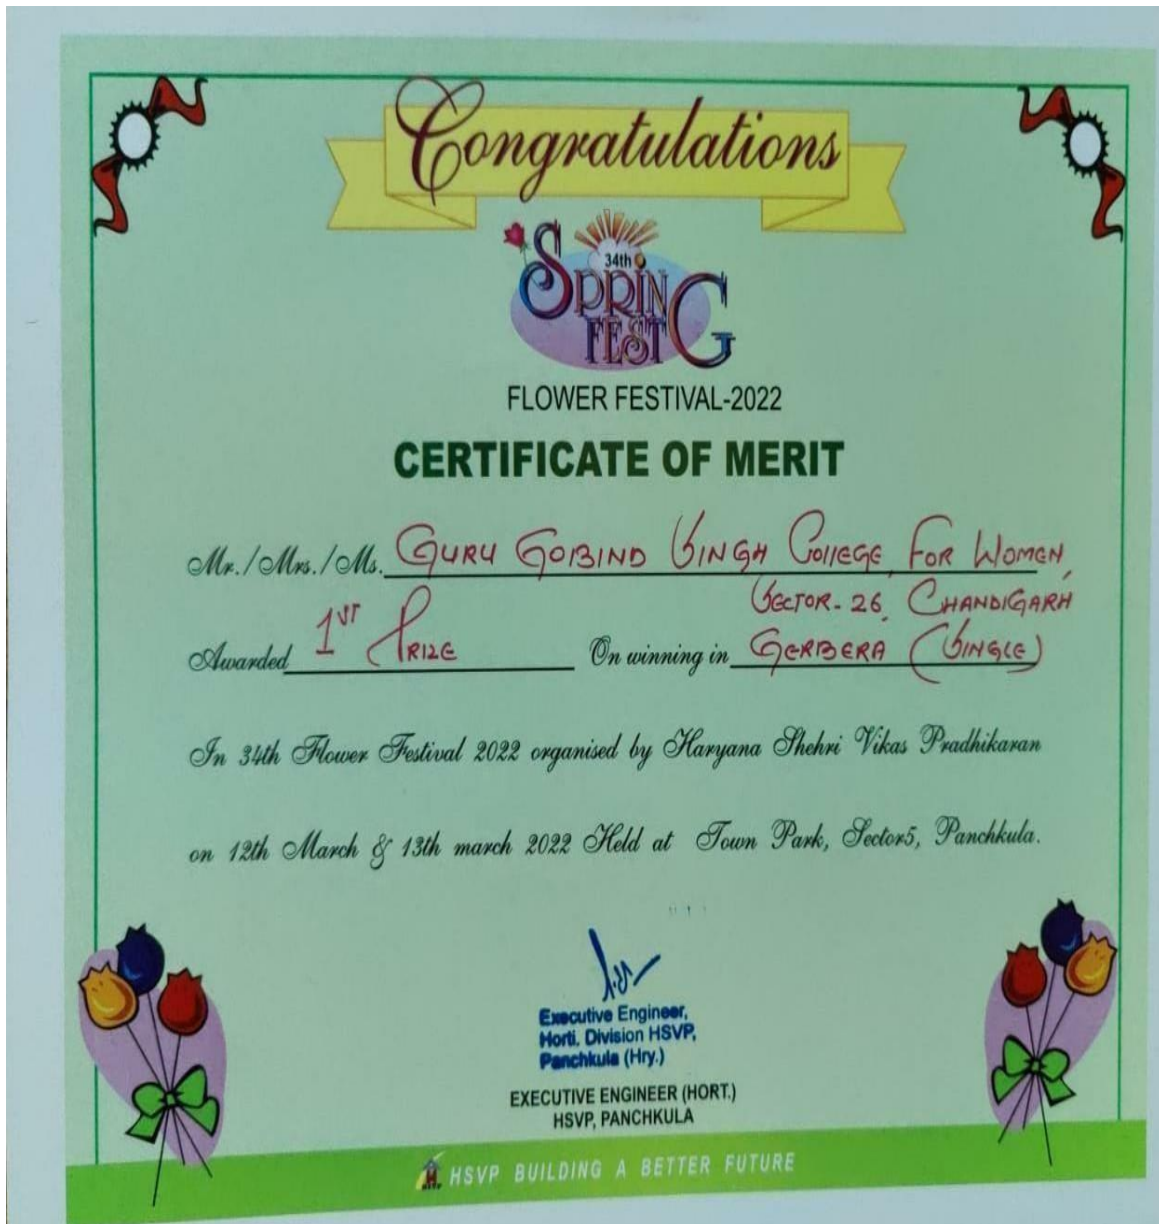 Congratulations
34th
SPRING
FEST
FLOWER FESTIVAL-2022
CERTIFICATE OF MERIT
Mr./Mrs./Ms. GURU GOBIND SINGH COllEGE FOR WOMEN,
SECTOR-26, CHANDIGARH
Awarded 1ST PRIZE On winning in GERBERA (SINGLE)
In 34th Flower Festival 2022 organised by Haryana Shehri Vikas Pradhikaran
on 12th March & 13th march 2022 Held at Town Park, Sector5, Panchkula.
Executive Engineer,
Horti. Division HSVP,
Panchkula (Hry.)
EXECUTIVE ENGINEER (HORT.)
HSVP, PANCHKULA
HSVP BUILDING A BETTER FUTURE